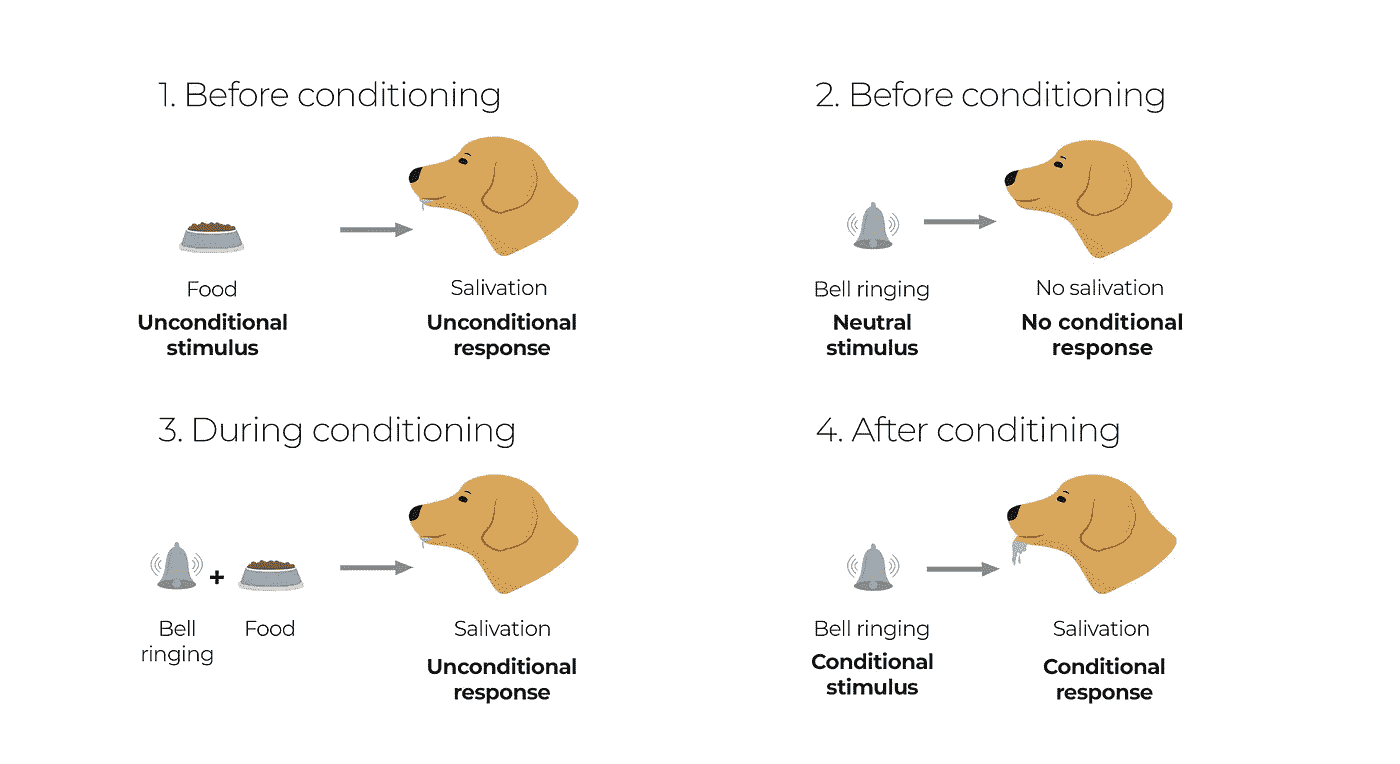 1. Before conditioning
Food
Unconditional
stimulus
Salivation
Unconditional
response
2. Before conditioning
Bell ringing
Neutral
stimulus
No salivation
No conditional
response
3. During conditioning
+
Bell
ringing
Food
Salivation
Unconditional
response
4. After conditining
Bell ringing
Conditional
stimulus
Salivation
Conditional
response